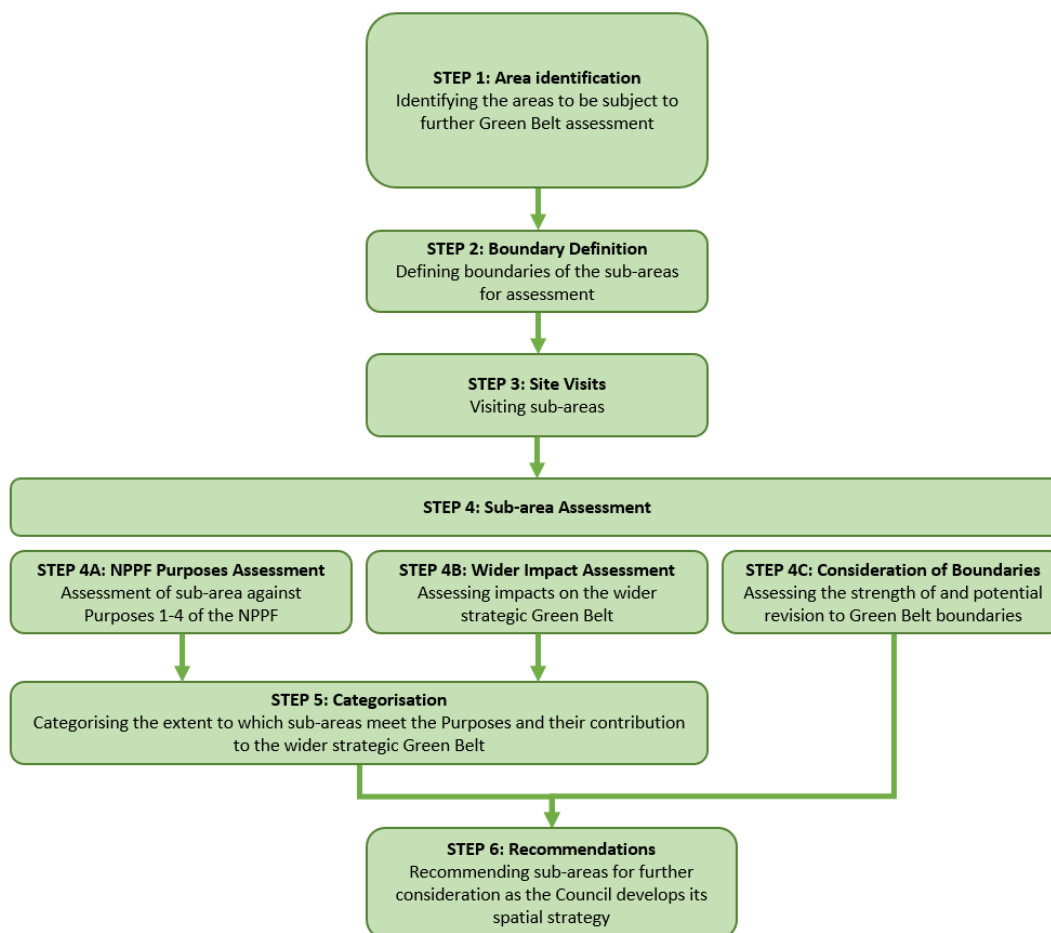 STEP 1: Area identification
Identifying the areas to be subject to
further Green Belt assessment
STEP 2: Boundary Definition
Defining boundaries of the sub-areas
for assessment
STEP 3: Site Visits
Visiting sub-areas
STEP 4: Sub-area Assessment
STEP 4A: NPPF Purposes Assessment
Assessment of sub-area against
Purposes 1-4 of the NPPF
STEP 4B: Wider Impact Assessment
Assessing impacts on the wider
strategic Green Belt
STEP 4C: Consideration of Boundaries
Assessing the strength of and potential
revision to Green Belt boundaries
STEP 5: Categorisation
Categorising the extent to which sub-areas meet the Purposes and their contribution
to the wider strategic Green Belt
STEP 6: Recommendations
Recommending sub-areas for further
consideration as the Council develops its
spatial strategy